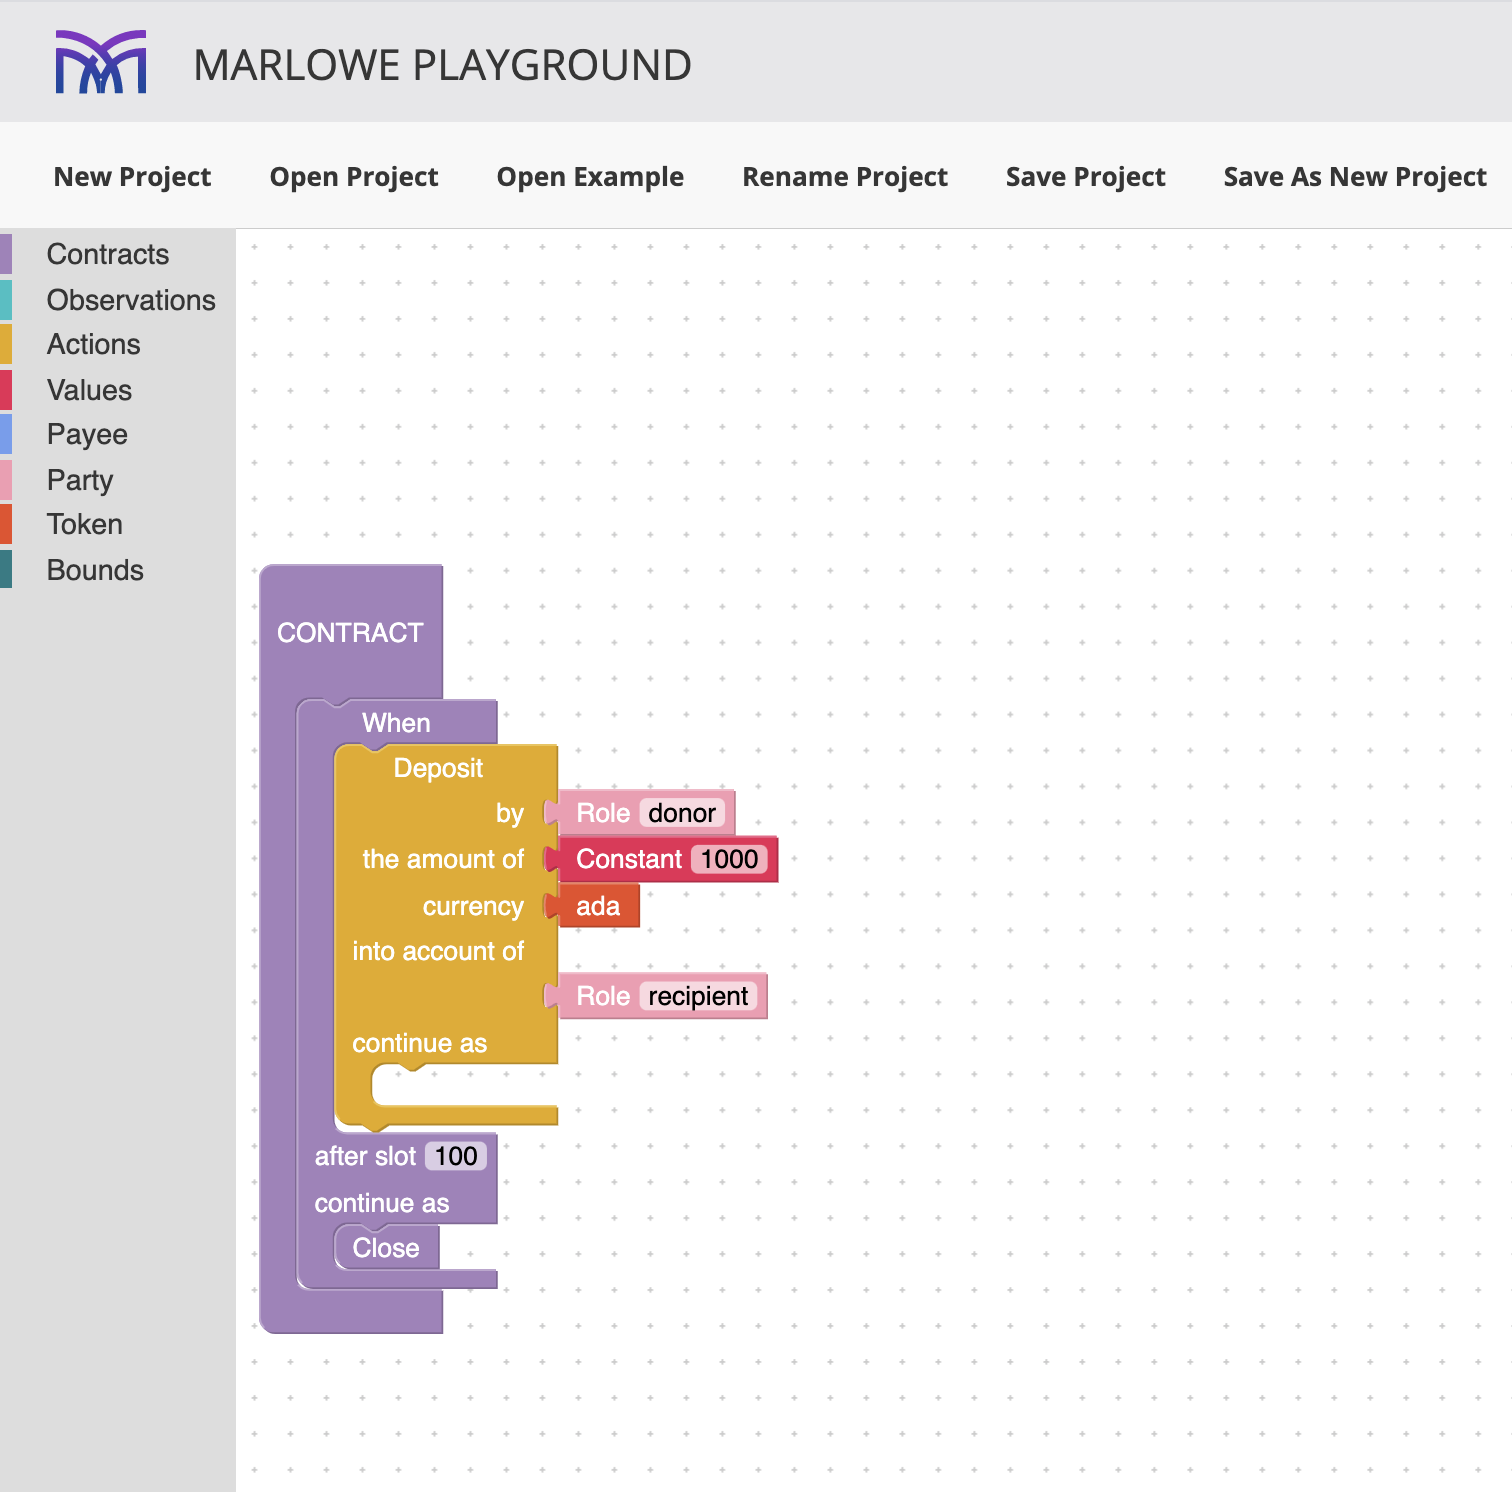 MARLOWE PLAYGROUND
New Project Open Project Open Example Rename Project Save Project Save As New Project
Contracts
Observations
Actions
Values
Payee
Party
Token
Bounds
CONTRACT
When
Deposit
by Role donor
the amount of Constant 1000
currency ada
into account of
Role recipient
continue as
after slot 100
continue as
Close